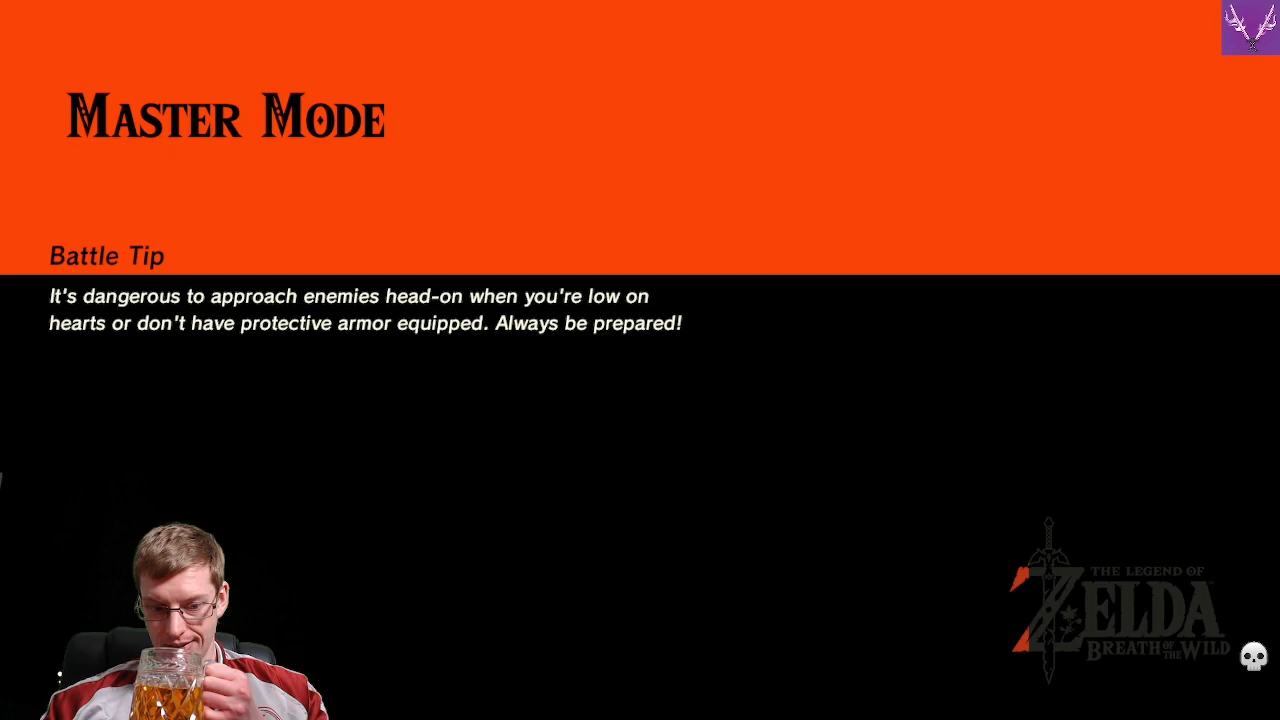 Master Mode
Battle Tip
It's dangerous to approach enemies head-on when you're low on
hearts or don't have protective armor equipped. Always be prepared!
THE LEGEND OF
ZELDA
BREATH OF THE WILD